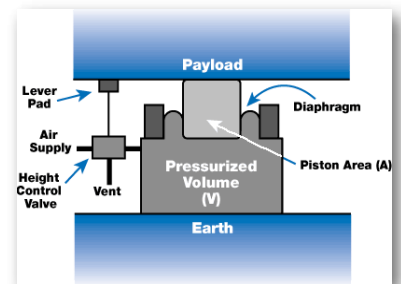 Payload
Lever
Pad
Diaphragm
Air
Supply
Height
Control
Valve
Vent
Pressurized
Volume
(V)
Piston Area (A)
Earth